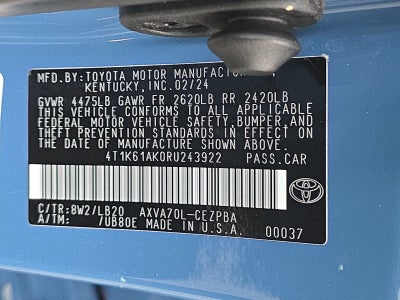 MFD.BY:TOYOTA MOTOR MANUFACTURING
KENTUCKY, INC. 02/24
GVWR 4475LB GAWR FR 2620LB RR 2420LB
THIS VEHICLE CONFORMS TO ALL APPLICABLE
FEDERAL MOTOR VEHICLE SAFETY,BUMPER,AND
THEFT PREVENTION STANDARDS IN EFFECT ON
THE DATE OF MANUFACTURE SHOWN ABOVE.
4T1K61AK0RU243922 PASS.CAR
C/TR:8W2/LB20 AXVA70L-CEZPBA
A/TM: /UB80E MADE IN U.S.A. 00037